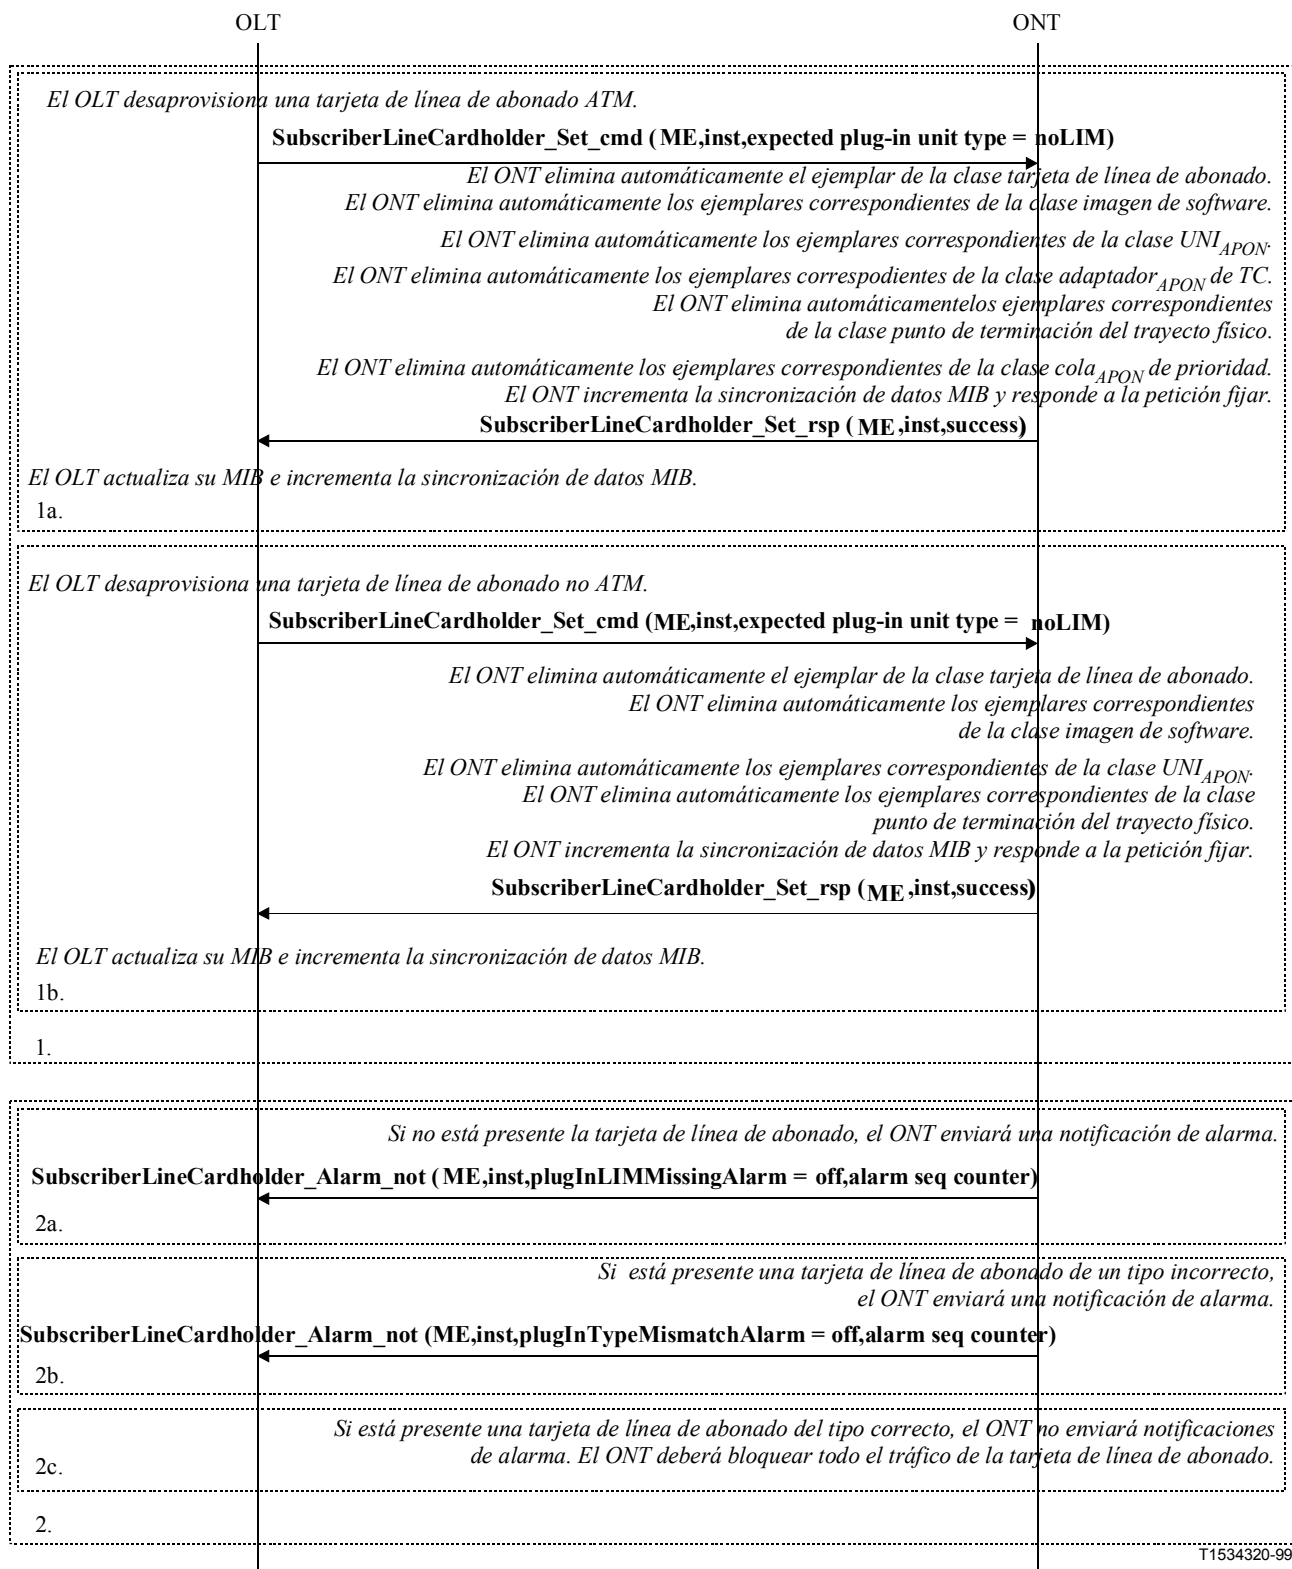 OLT ONT
El OLT desaprovisiona una tarjeta de línea de abonado ATM.
SubscriberLineCardholder_Set_cmd (ME,inst,expected plug-in unit type = noLIM)
El ONT elimina automáticamente el ejemplar de la clase tarjeta de línea de abonado.
El ONT elimina automáticamente los ejemplares correspondientes de la clase imagen de software.
El ONT elimina automáticamente los ejemplares correspondientes de la clase UNI_APON.
El ONT elimina automáticamente los ejemplares correspodientes de la clase adaptador_APON de TC.
El ONT elimina automáticamentelos ejemplares correspondientes
de la clase punto de terminación del trayecto físico.
El ONT elimina automáticamente los ejemplares correspondientes de la clase cola_APON de prioridad.
El ONT incrementa la sincronización de datos MIB y responde a la petición fijar.
SubscriberLineCardholder_Set_rsp (ME,inst,success)
El OLT actualiza su MIB e incrementa la sincronización de datos MIB.
1a.
El OLT desaprovisiona una tarjeta de línea de abonado no ATM.
SubscriberLineCardholder_Set_cmd (ME,inst,expected plug-in unit type = noLIM)
El ONT elimina automáticamente el ejemplar de la clase tarjeta de línea de abonado.
El ONT elimina automáticamente los ejemplares correspondientes
de la clase imagen de software.
El ONT elimina automáticamente los ejemplares correspondientes de la clase UNI_APON.
El ONT elimina automáticamente los ejemplares correspondientes de la clase
punto de terminación del trayecto físico.
El ONT incrementa la sincronización de datos MIB y responde a la petición fijar.
SubscriberLineCardholder_Set_rsp (ME,inst,success)
El OLT actualiza su MIB e incrementa la sincronización de datos MIB.
1b.
1.
Si no está presente la tarjeta de línea de abonado, el ONT enviará una notificación de alarma.
SubscriberLineCardholder_Alarm_not (ME,inst,plugInLIMMissingAlarm = off,alarm seq counter)
2a.
Si está presente una tarjeta de línea de abonado de un tipo incorrecto,
el ONT enviará una notificación de alarma.
SubscriberLineCardholder_Alarm_not (ME,inst,plugInTypeMismatchAlarm = off,alarm seq counter)
2b.
Si está presente una tarjeta de línea de abonado del tipo correcto, el ONT no enviará notificaciones
de alarma. El ONT deberá bloquear todo el tráfico de la tarjeta de línea de abonado.
2c.
2.
T1534320-99